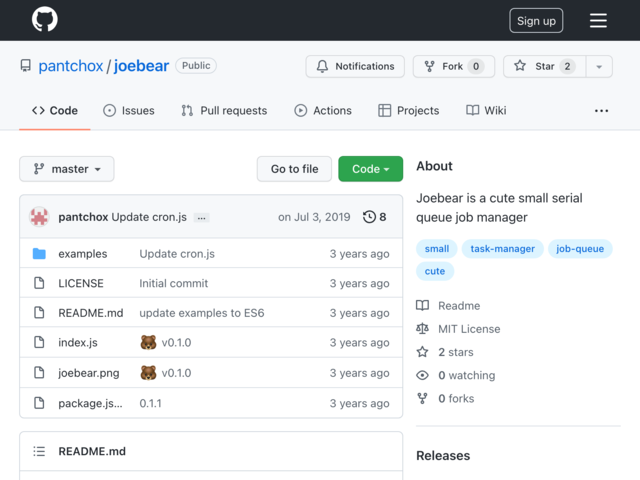 Sign up
pantchox / joebear Public
Notifications Fork 0 Star 2
Code Issues Pull requests Actions Projects Wiki ...
master Go to file Code
pantchox Update cron.js ... on Jul 3, 2019 8
examples Update cron.js 3 years ago
LICENSE Initial commit 3 years ago
README.md update examples to ES6 3 years ago
index.js 🐻 v0.1.0 3 years ago
joebear.png 🐻 v0.1.0 3 years ago
package.js... 0.1.1 3 years ago
README.md
About
Joebear is a cute small serial
queue job manager
small task-manager job-queue
cute
Readme
MIT License
2 stars
0 watching
0 forks
Releases